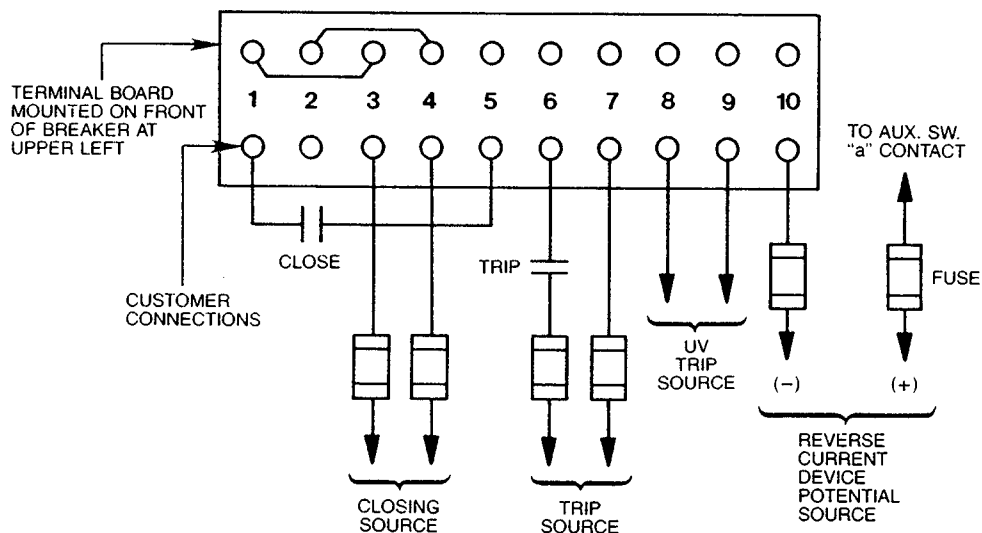 TERMINAL BOARD
MOUNTED ON FRONT
OF BREAKER AT
UPPER LEFT
1 2 3 4 5 6 7 8 9 10
TO AUX. SW.
"a" CONTACT
CLOSE
TRIP
FUSE
CUSTOMER
CONNECTIONS
UV
TRIP
SOURCE
(−) (+)
CLOSING
SOURCE
TRIP
SOURCE
REVERSE
CURRENT
DEVICE
POTENTIAL
SOURCE